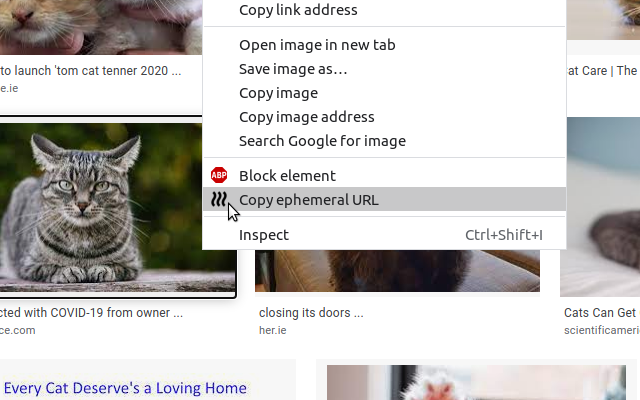 Copy link address
Open image in new tab
to launch 'tom cat tenner 2020 ...
at Care | The
e.ie
Save image as…
Copy image
Copy image address
Search Google for image
ABP Block element
Copy ephemeral URL
Inspect Ctrl+Shift+I
cted with COVID-19 from owner ...
closing its doors ...
Cats Can Get
ce.com
her.ie
scientificameri
Every Cat Deserve's a Loving Home